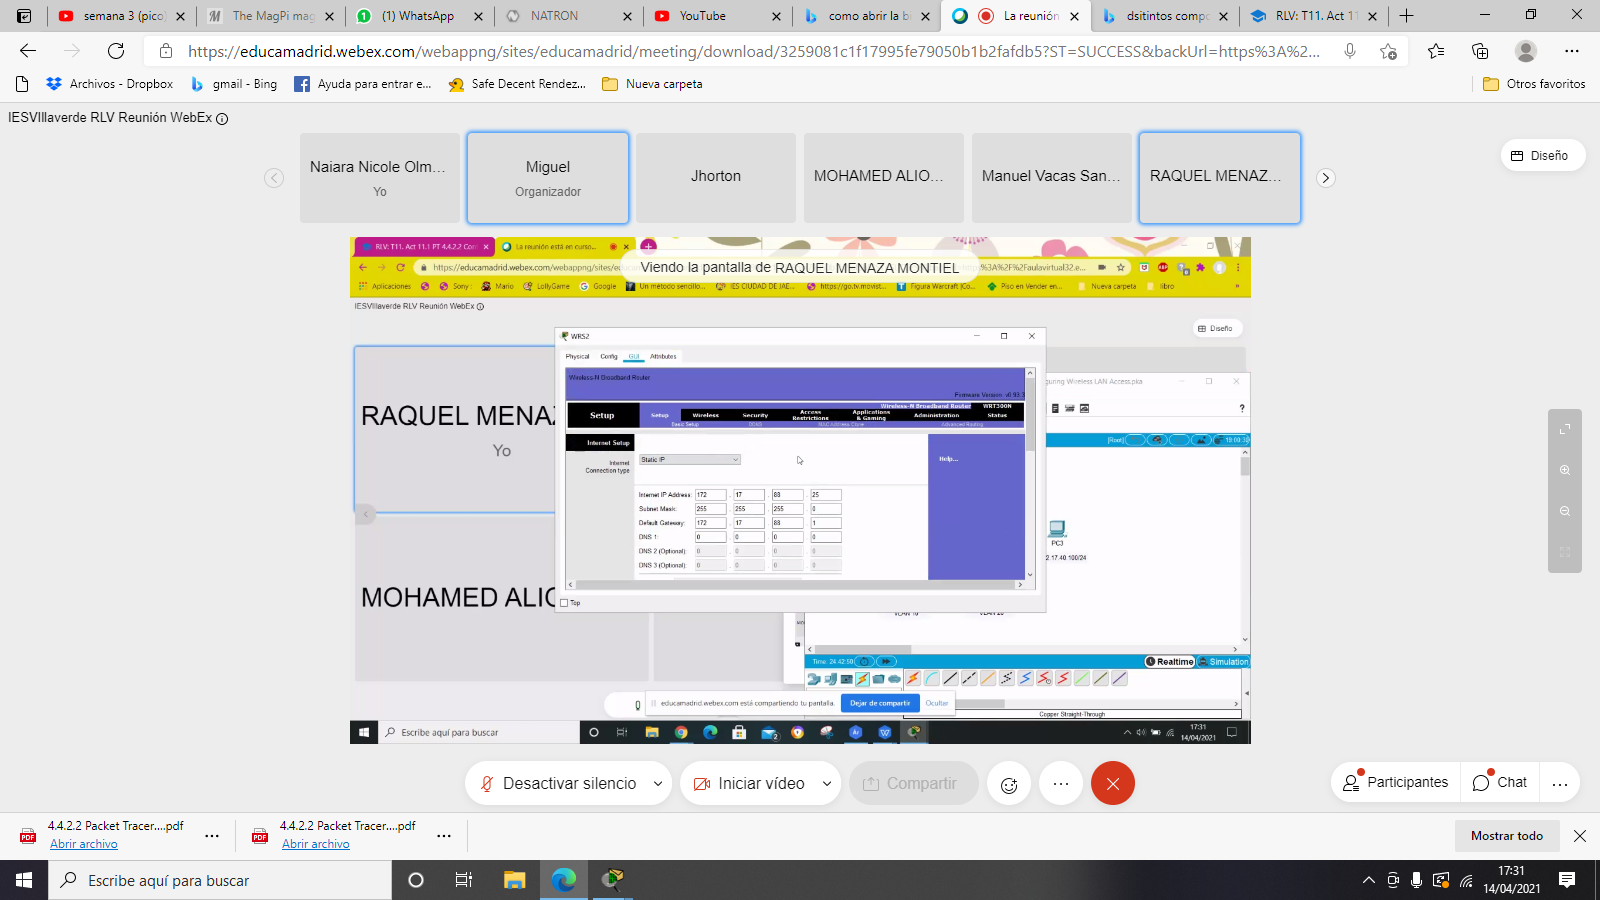 semana 3 (pico)
The MagPi mag
(1) WhatsApp
NATRON
YouTube
como abrir la b
La reunión
dsitintos comp
RLV: T11. Act 11
https://educamadrid.webex.com/webappng/sites/educamadrid/meeting/download/3259081c1f17995fe79050b1b2fafdb5?ST=SUCCESS&backUrl=https%3A%2...
Archivos - Dropbox
gmail - Bing
Ayuda para entrar e...
Safe Decent Rendez...
Nueva carpeta
Otros favoritos
IESVIllaverde RLV Reunión WebEx
Naiara Nicole Olm...
Yo
Miguel
Organizador
Jhorton
MOHAMED ALIO...
Manuel Vacas San...
RAQUEL MENAZ...
Diseño
RLV: T11. Act 11.1 PT 4.4.2.2 Con
La reunión está en curso...
https://educamadrid.webex.com/webappng/sites/
Viendo la pantalla de RAQUEL MENAZA MONTIEL
Aplicaciones
Sony
Mario
LollyGame
Google
Un método sencillo...
IES CIUDAD DE JAE...
https://go.tv.movist...
Figura Warcraft |Co...
Piso en Vender en...
Nueva carpeta
libro
IESVIllaverde RLV Reunión WebEx
Diseño
RAQUEL MENAZ
Yo
MOHAMED ALIO
WRS2
Physical Config GUI Attributes
Wireless-N Broadband Router
Firmware Version: v0.93.3
Wireless-N Broadband Router WRT300N
Setup
Setup
Wireless
Security
Access Restrictions
Applications & Gaming
Administration
Status
Basic Setup
DDNS
MAC Address Clone
Advanced Routing
Internet Setup
Internet Connection type
Static IP
Help...
Internet IP Address: 172 . 17 . 88 . 25
Subnet Mask: 255 . 255 . 255 . 0
Default Gateway: 172 . 17 . 88 . 1
DNS 1: 0 . 0 . 0 . 0
DNS 2 (Optional): 0 . 0 . 0 . 0
DNS 3 (Optional): 0 . 0 . 0 . 0
Top
guring Wireless LAN Access.pka
[Root]
PC3
2.17.40.100/24
VLAN 10
VLAN 20
Time: 24:42:50
Realtime
Simulation
Copper Straight-Through
educamadrid.webex.com está compartiendo tu pantalla.
Dejar de compartir
Ocultar
Escribe aquí para buscar
17:31
14/04/2021
Desactivar silencio
Iniciar vídeo
Compartir
Participantes
Chat
4.4.2.2 Packet Tracer....pdf
Abrir archivo
4.4.2.2 Packet Tracer....pdf
Abrir archivo
Mostrar todo
Escribe aquí para buscar
17:31
14/04/2021